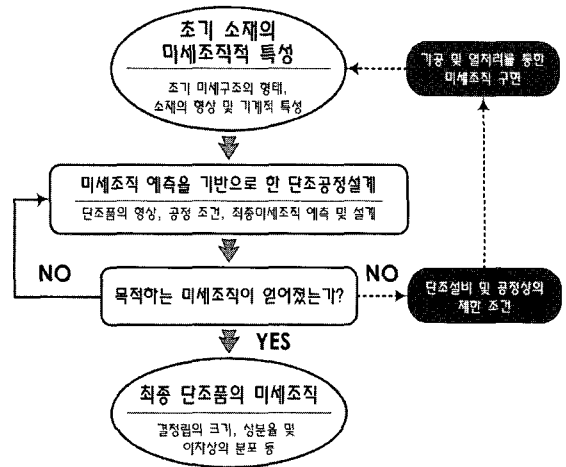 초기 소재의
미세조직적 특성
초기 미세구조의 형태,
소재의 형상 및 기계적 특성
가공 및 열처리를 통한
미세조직 구현
미세조직 예측을 기반으로 한 단조공정설계
단조품의 형상, 공정 조건, 최종미세조직 예측 및 설계
NO
목적하는 미세조직이 얻어졌는가?
NO
단조설비 및 공정상의
제한 조건
YES
최종 단조품의 미세조직
결정립의 크기, 상분율 및
이차상의 분포 등